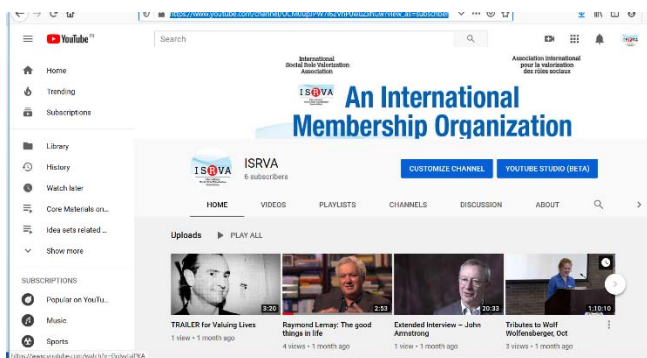 YouTube
Search
Home
Trending
Subscriptions
Library
History
Watch later
Core Materials on...
Idea sets related ...
Show more
SUBSCRIPTIONS
Popular on YouTu...
Music
Sports
International
Social Role Valorization
Association
Association international
pour la valorisation
des rôles sociaux
ISRVA
An International
Membership Organization
ISRVA
ISRVA
6 subscribers
CUSTOMIZE CHANNEL
YOUTUBE STUDIO (BETA)
HOME VIDEOS PLAYLISTS CHANNELS DISCUSSION ABOUT
Uploads PLAY ALL
3:20
TRAILER for Valuing Lives
1 view • 1 month ago
2:53
Raymond Lemay: The good
things in life
4 views • 1 month ago
20:33
Extended Interview – John
Armstrong
1 view • 1 month ago
1:10:10
Tributes to Wolf
Wolfensberger, Oct
3 views • 1 month ago